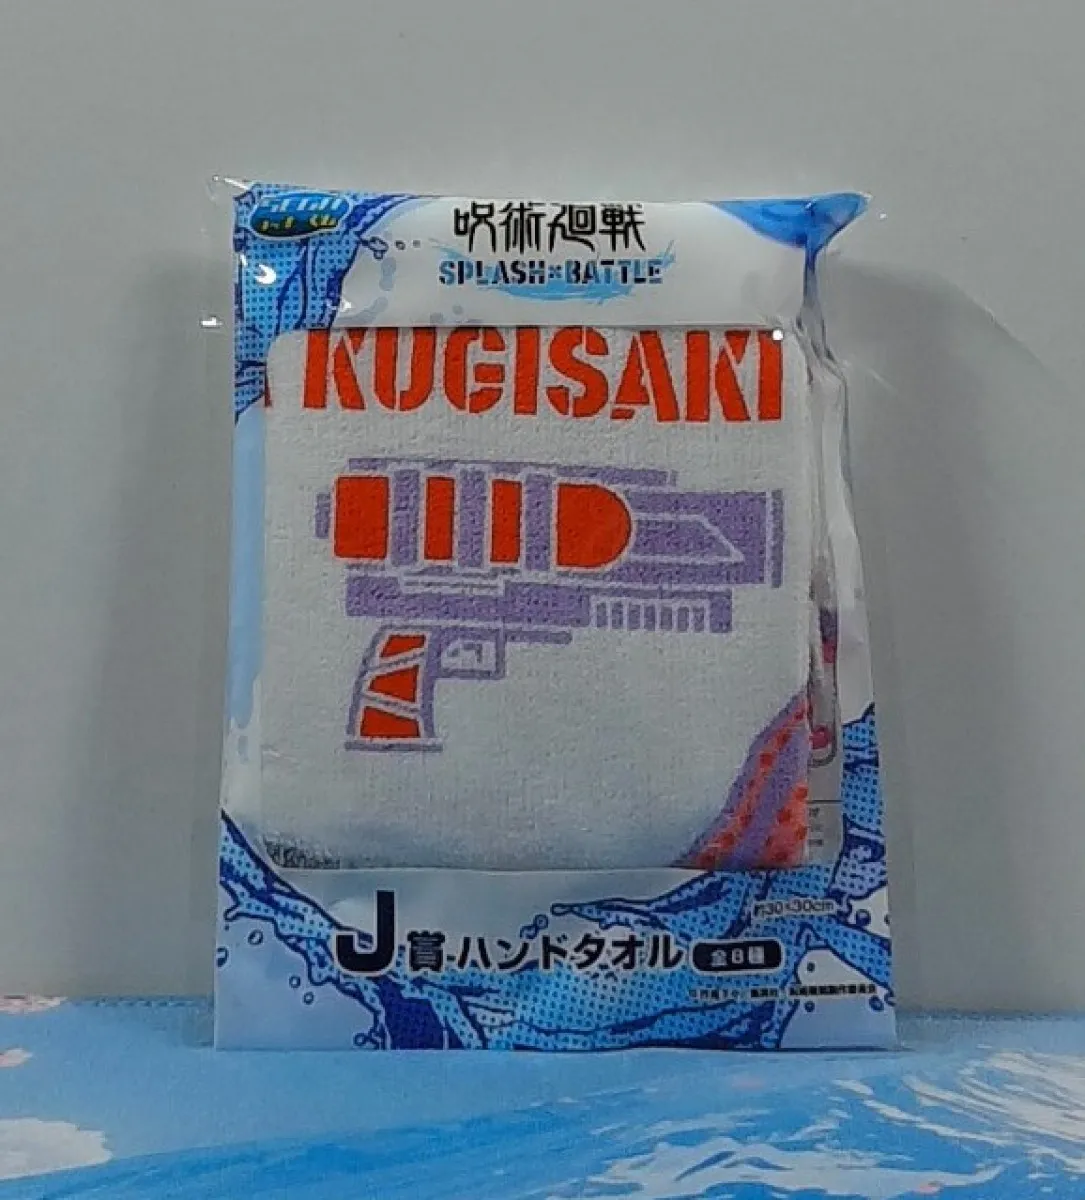 SEGA
呪術廻戦
SPLASH×BATTLE
KUGISAKI
約30×30cm
J賞-ハンドタオル 全8種